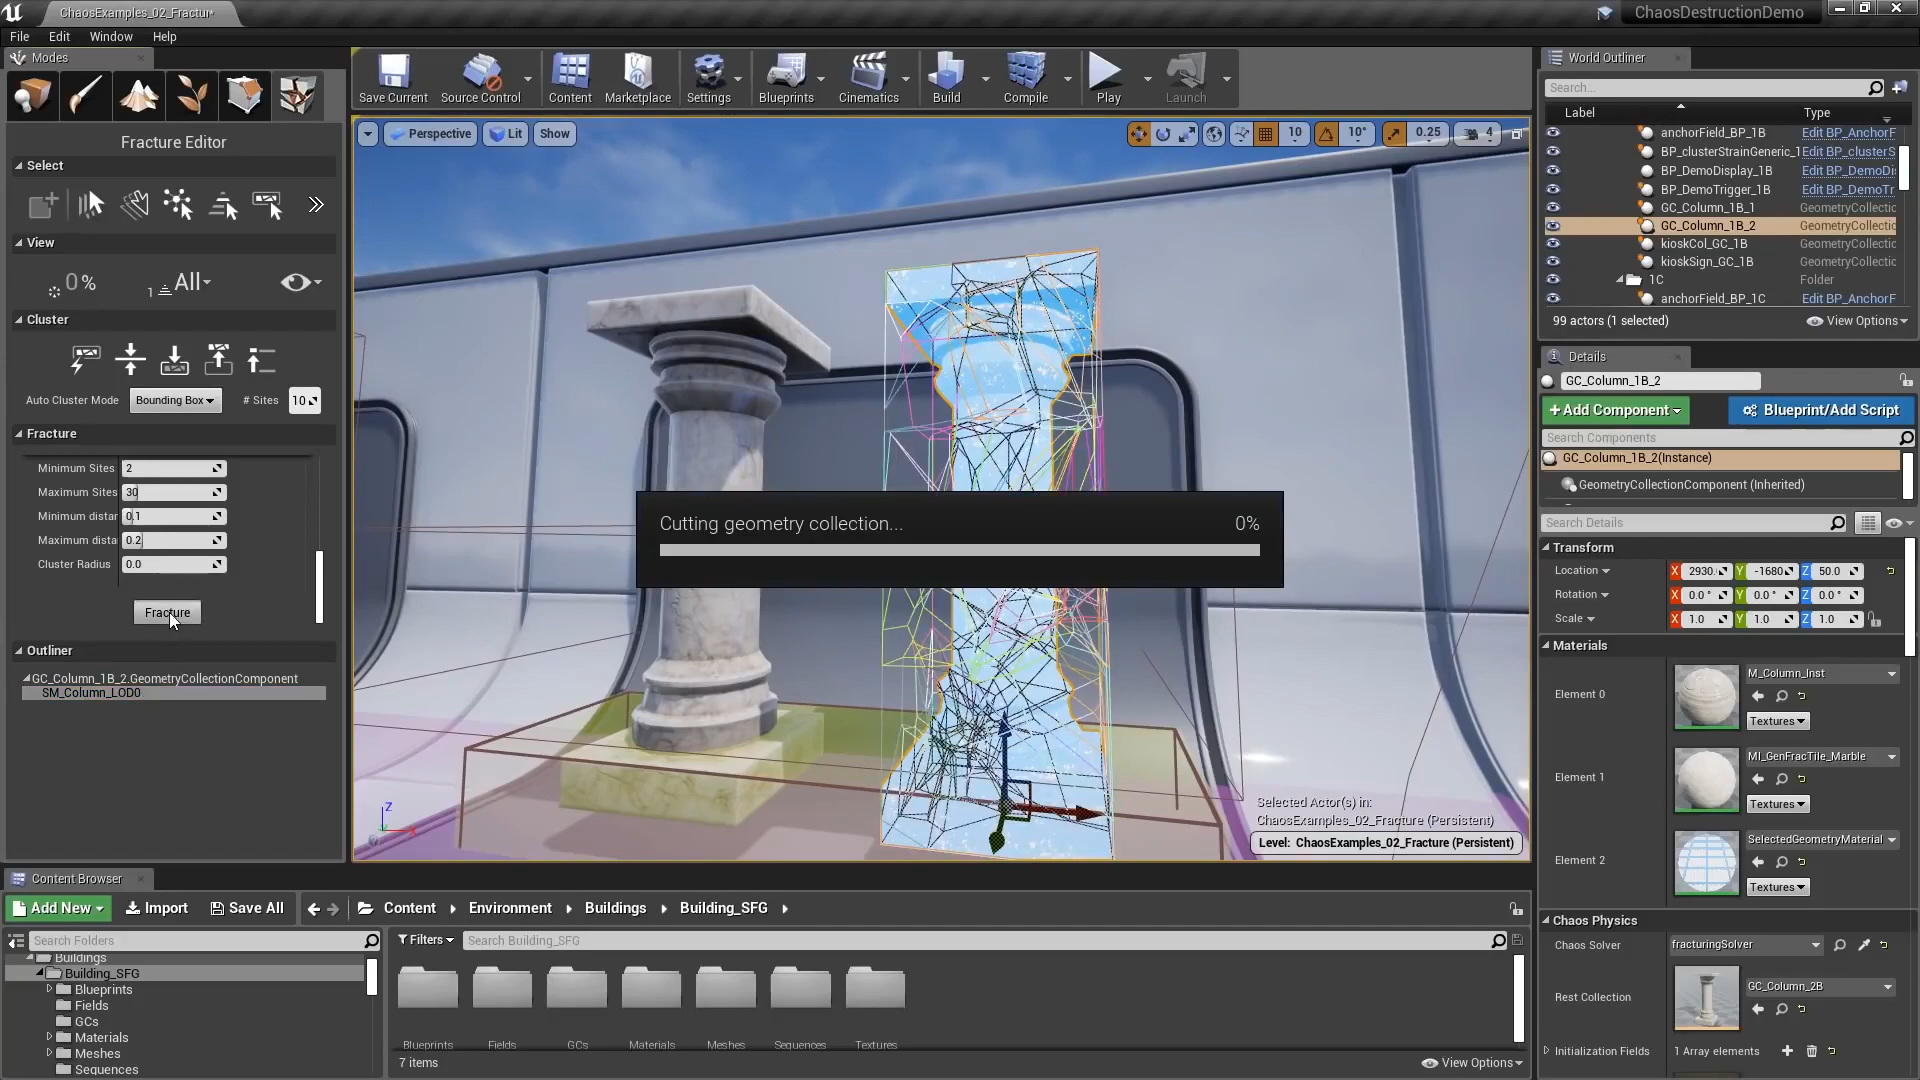 ChaosExamples_02_Fractur*
ChaosDestructionDemo
File Edit Window Help
Modes
Fracture Editor
Select
View
0 %
1 All
Cluster
Auto Cluster Mode Bounding Box # Sites 10
Fracture
Minimum Sites 2
Maximum Sites 30
Minimum distar 0.1
Maximum dista 0.2
Cluster Radius 0.0
Fracture
Outliner
GC_Column_1B_2.GeometryCollectionComponent
SM_Column_LOD0
Save Current Source Control Content Marketplace Settings Blueprints Cinematics Build Compile Play Launch
Perspective Lit Show
10 10° 0.25 4
Cutting geometry collection... 0%
Z
X
Selected Actor(s) in:
ChaosExamples_02_Fracture (Persistent)
Level: ChaosExamples_02_Fracture (Persistent)
World Outliner
Search...
Label Type
anchorField_BP_1B Edit BP_AnchorF
BP_clusterStrainGeneric_1 Edit BP_clusterS
BP_DemoDisplay_1B Edit BP_DemoDi
BP_DemoTrigger_1B Edit BP_DemoTr
GC_Column_1B_1 GeometryCollectic
GC_Column_1B_2 GeometryCollectic
kioskCol_GC_1B GeometryCollectic
kioskSign_GC_1B GeometryCollectic
1C Folder
anchorField_BP_1C Edit BP_AnchorF
99 actors (1 selected) View Options
Details
GC_Column_1B_2
+Add Component Blueprint/Add Script
Search Components
GC_Column_1B_2(Instance)
GeometryCollectionComponent (Inherited)
Search Details
Transform
Location X 2930. Y -1680 Z 50.0
Rotation X 0.0 ° Y 0.0 ° Z 0.0 °
Scale X 1.0 Y 1.0 Z 1.0
Materials
Element 0 M_Column_Inst
Textures
Element 1 MI_GenFracTile_Marble
Textures
Element 2 SelectedGeometryMaterial
Textures
Chaos Physics
Chaos Solver fracturingSolver
Rest Collection GC_Column_2B
Initialization Fields 1 Array elements
Content Browser
Add New Import Save All Content Environment Buildings Building_SFG
Search Folders
Filters Search Building_SFG
Buildings
Building_SFG
Blueprints
Fields
GCs
Materials
Meshes
Sequences
Blueprints Fields GCs Materials Meshes Sequences Textures
7 items View Options